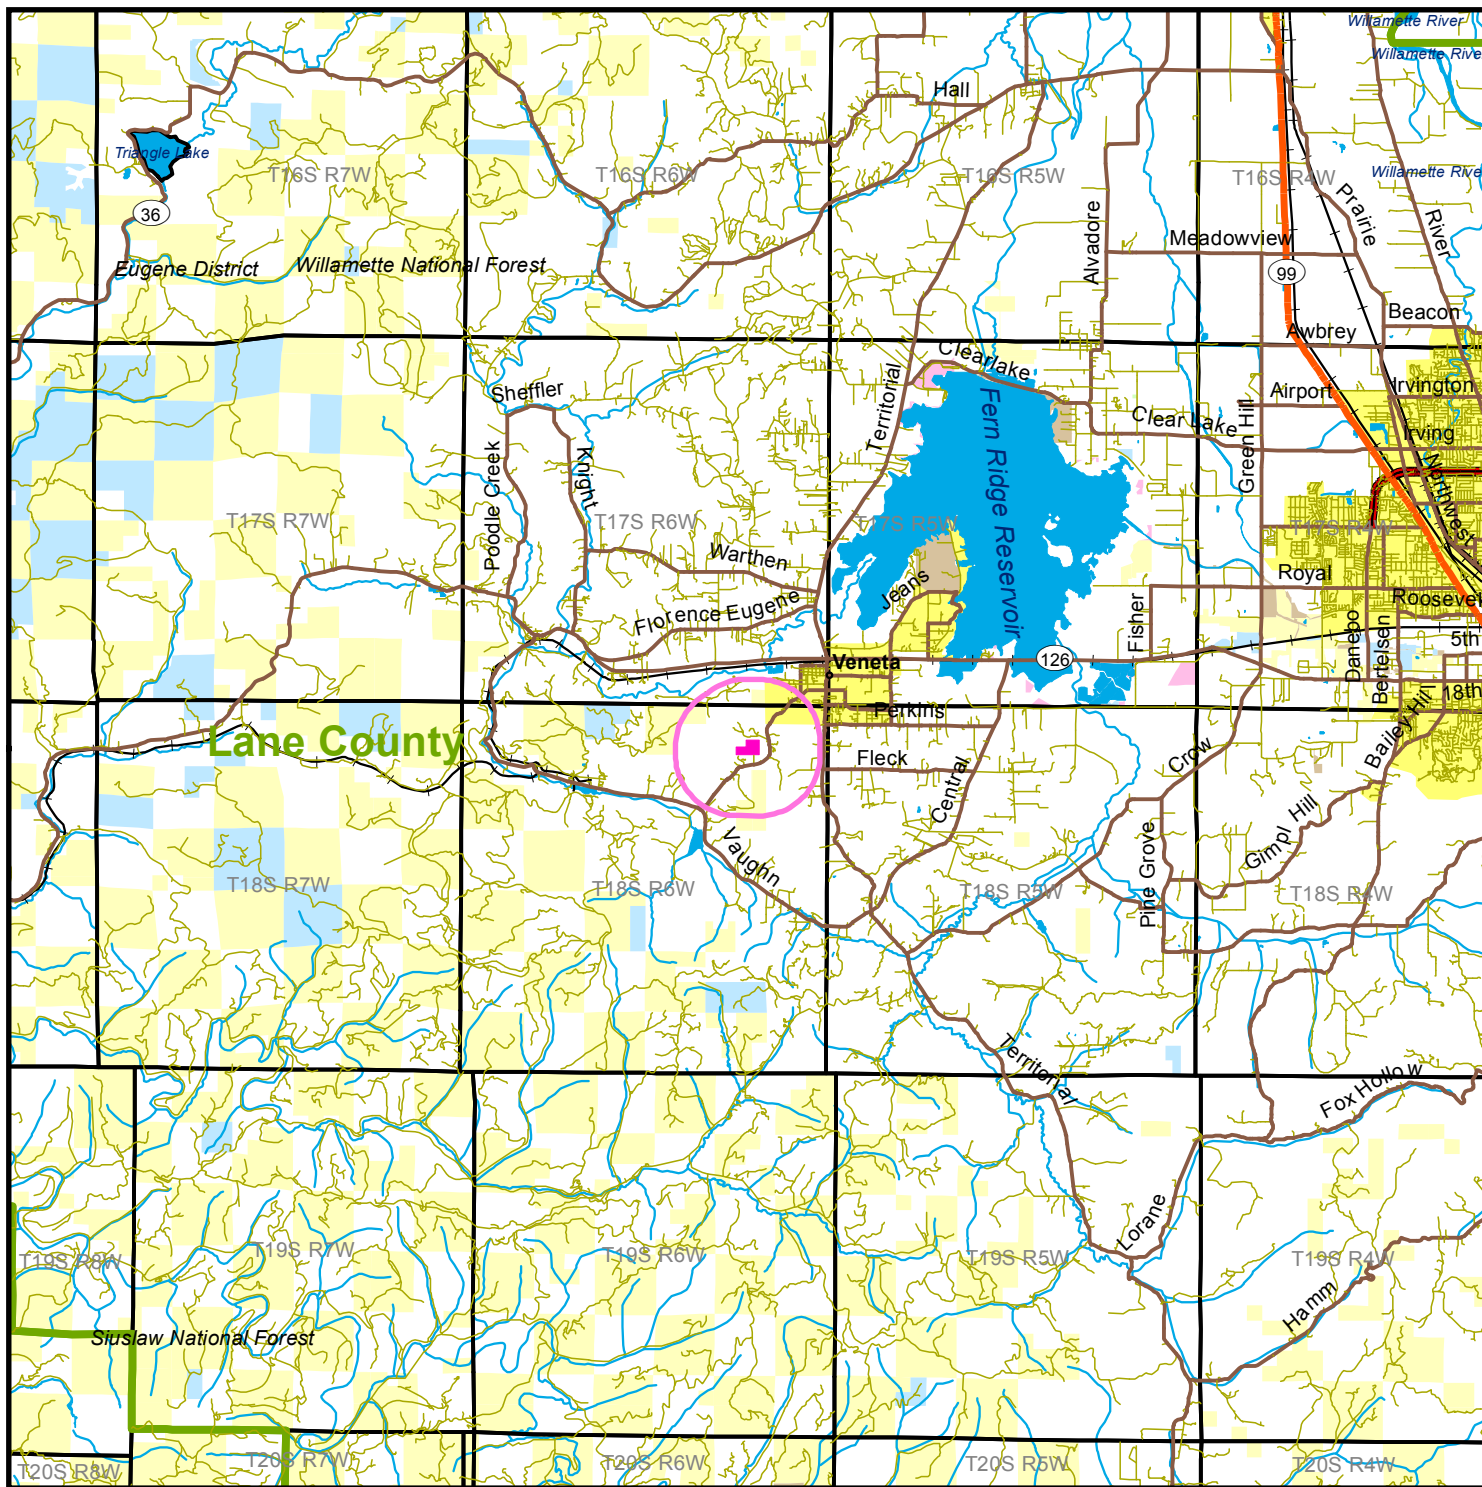 Willamette River
Willamette Rive
Hall
Triangle Lake
T16S R7W
T16S R6W
T16S R5W
T16S R4W
Willamette Rive
36
Prairie
River
Alvadore
Meadowview
Eugene District
Willamette National Forest
99
Beacon
Awbrey
Clearlake
Sheffler
Territorial
Airport
Irvington
Clear Lake
Green Hill
Irving
Fern Ridge Reservoir
Poodle Creek
Knight
Northwest
T17S R7W
T17S R6W
T17S R5W
T17S R4W
Warthen
Jeans
Royal
Florence Eugene
Roosevel
Fisher
Danebo
Bertelsen
5th
Veneta
126
18th
Perkins
Lane County
Bailey Hill
Fleck
Crow
Central
Vaughn
Gimpl Hill
Pine Grove
T18S R7W
T18S R6W
T18S R5W
T18S R4W
Territorial
Fox Hollow
Lorane
T19S R8W
T19S R7W
T19S R6W
T19S R5W
T19S R4W
Hamm
Siuslaw National Forest
T20S R8W
T20S R7W
T20S R6W
T20S R5W
T20S R4W